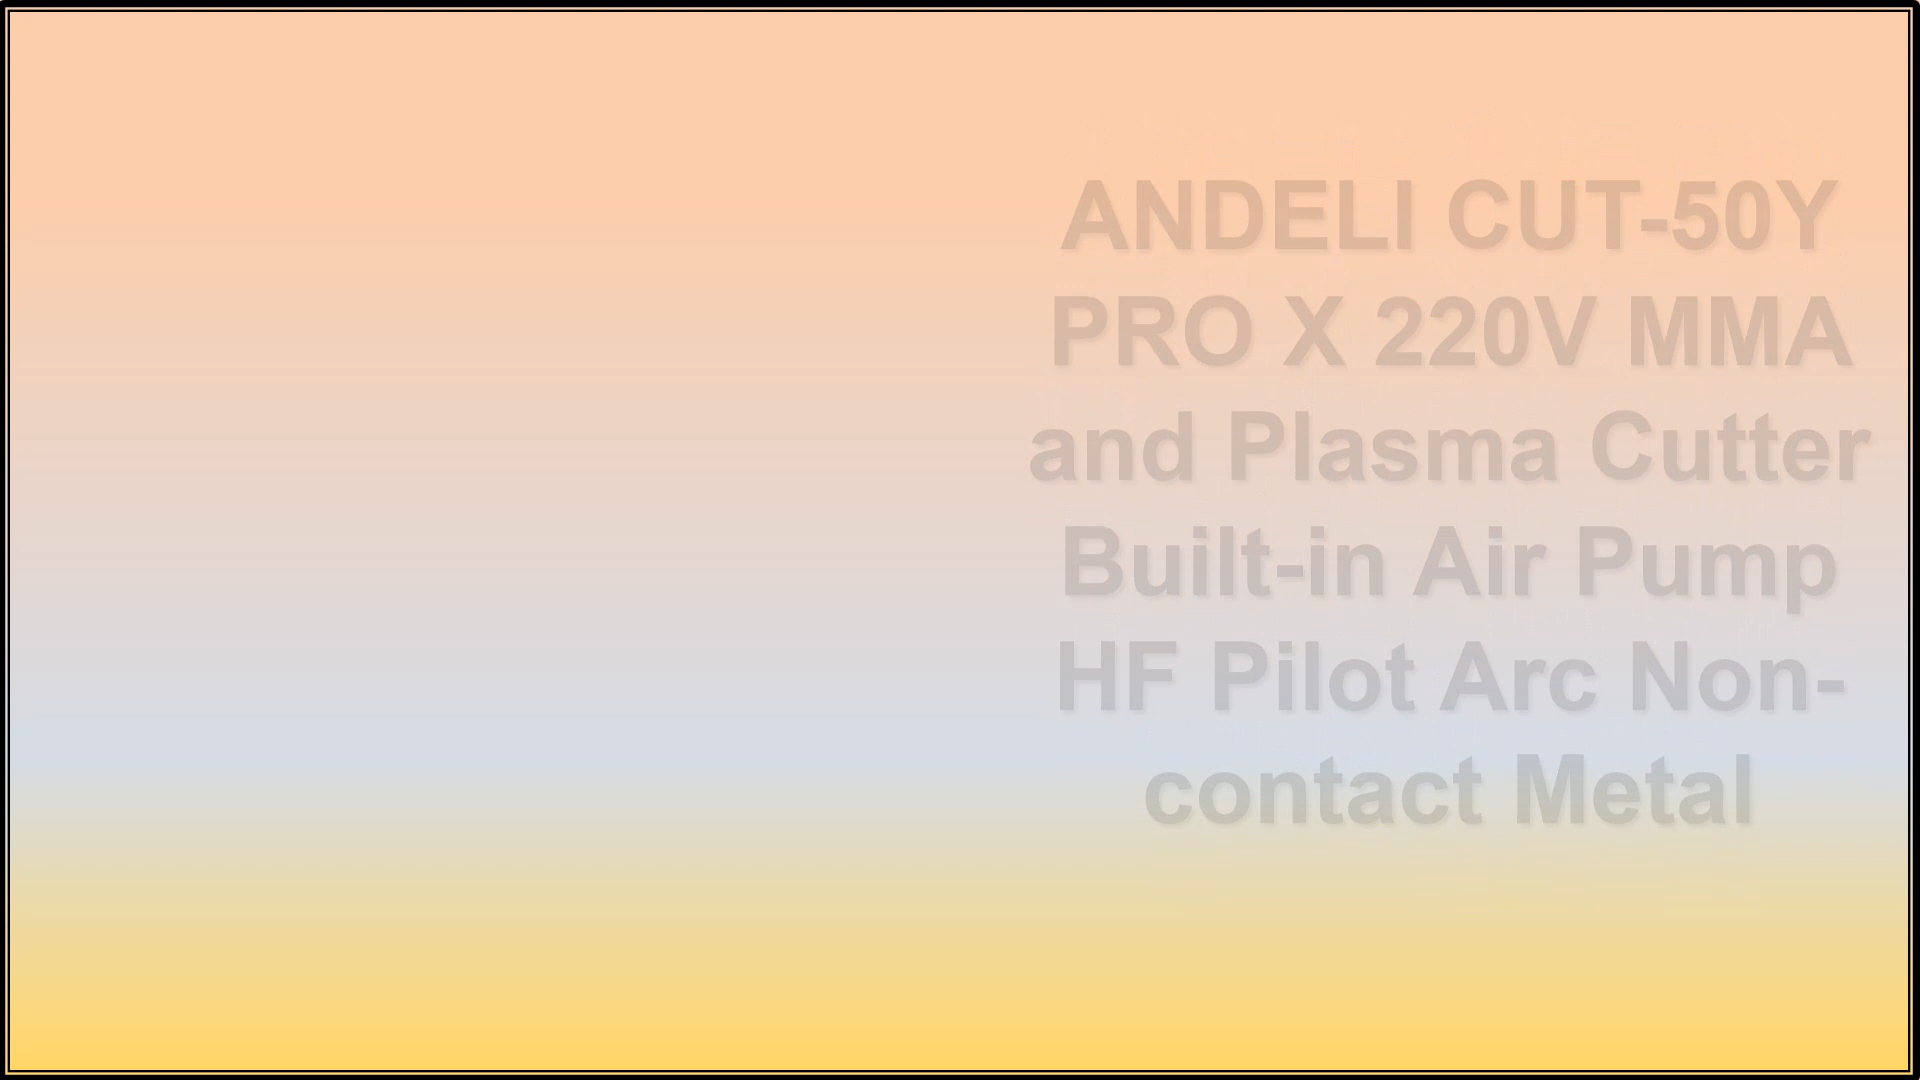 ANDELI CUT-50Y
PRO X 220V MMA
and Plasma Cutter
Built-in Air Pump
HF Pilot Arc Non-
contact Metal